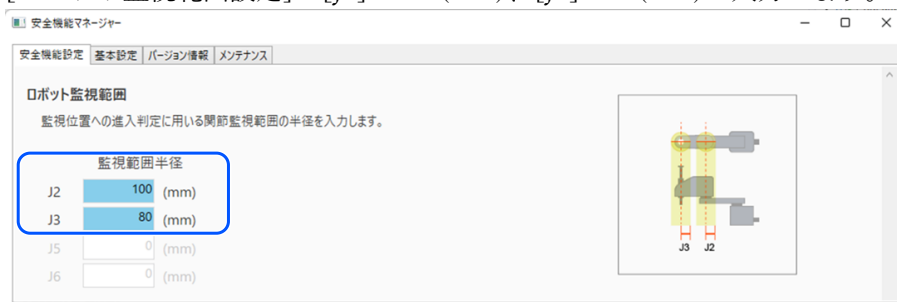 安全機能マネージャー
安全機能設定 基本設定 バージョン情報 メンテナンス
ロボット監視範囲
監視位置への進入判定に用いる関節監視範囲の半径を入力します。
監視範囲半径
J2 100 (mm)
J3 80 (mm)
J5 0 (mm)
J6 0 (mm)
J3 J2